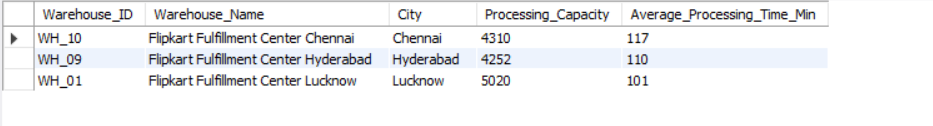 Warehouse_ID Warehouse_Name City Processing_Capacity Average_Processing_Time_Min
WH_10 Flipkart Fulfillment Center Chennai Chennai 4310 117
WH_09 Flipkart Fulfillment Center Hyderabad Hyderabad 4252 110
WH_01 Flipkart Fulfillment Center Lucknow Lucknow 5020 101